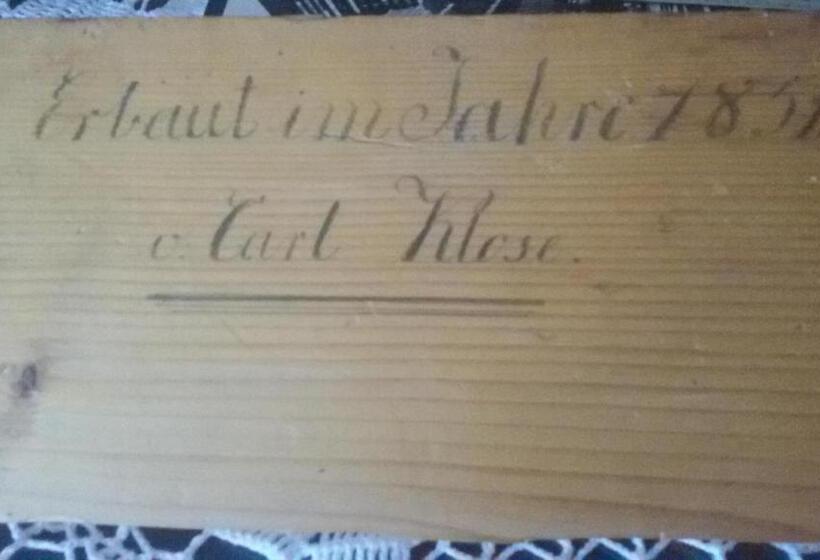 Erbaut im Jahre
v. Carl Klose.